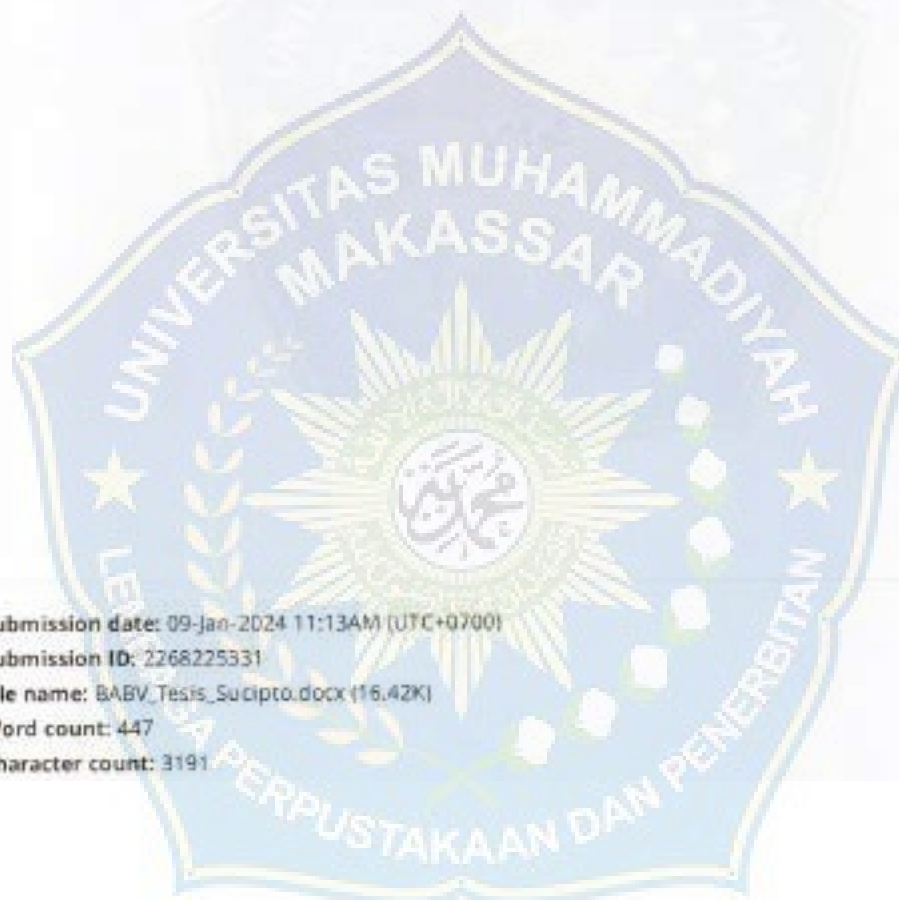 UNIVERSITAS MUHAMMADIYAH
MAKASSAR
محمد
ubmission date: 09-Jan-2024 11:13AM (UTC+0700)
ubmission ID: 2268225331
le name: BABV_Tesis_Sucipto.docx (16.42K)
ord count: 447
haracter count: 3191
PERPUSTAKAAN DAN PENERBITAN